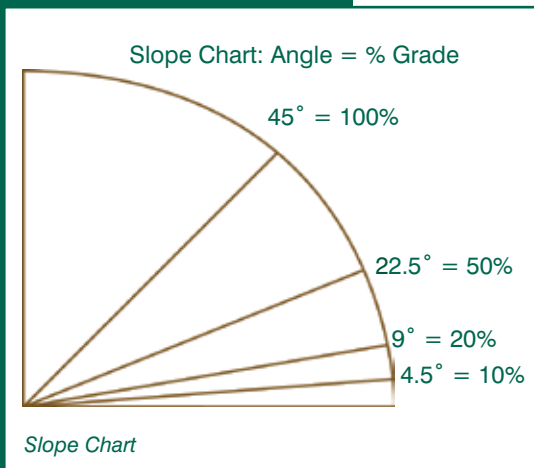 Slope Chart: Angle = % Grade
45˚ = 100%
22.5˚ = 50%
9˚ = 20%
4.5˚ = 10%
Slope Chart